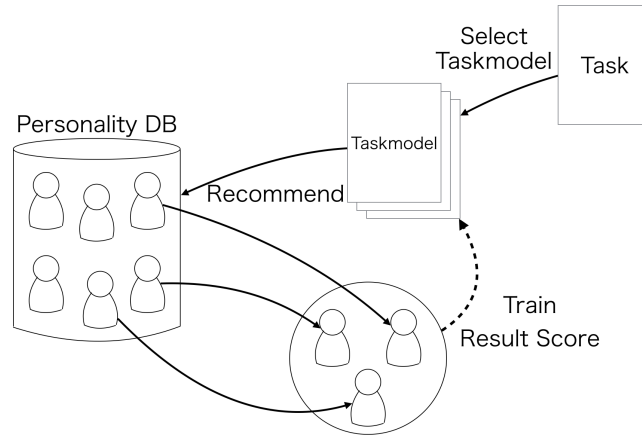 Select
Taskmodel
Task
Personality DB
Taskmodel
Recommend
Train
Result Score